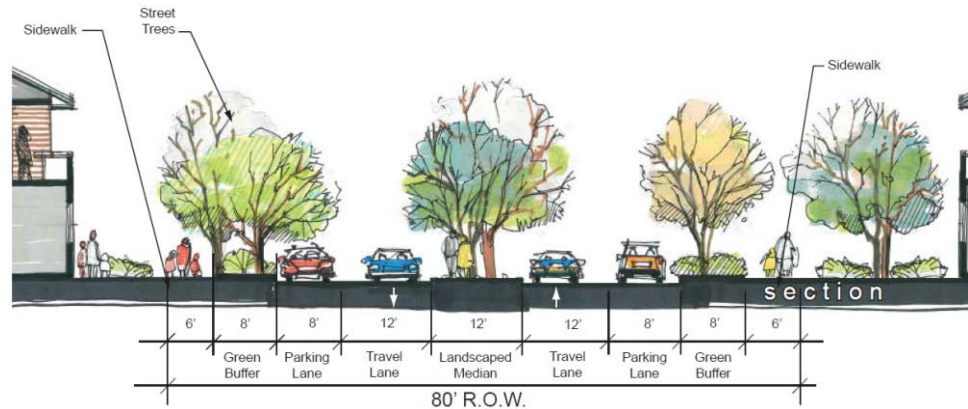 Street
Trees
Sidewalk
Sidewalk
section
6' 8' 8' 12' 12' 12' 8' 8' 6'
Green Parking Travel Landscaped Travel Parking Green
Buffer Lane Lane Median Lane Lane Buffer
80' R.O.W.